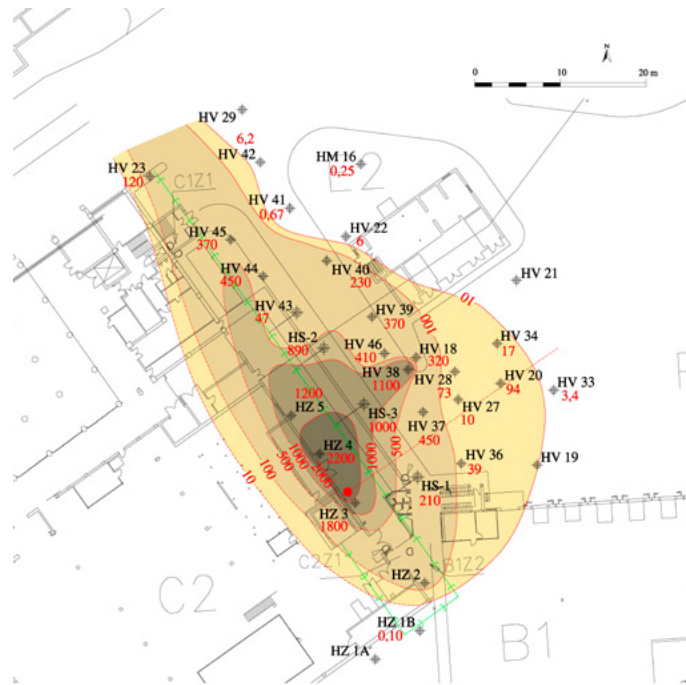 N
0
10
20 m
HV 29
6,2
HV 42
HM 16
0,25
E2
HV 23
120
C1Z1
HV 41
0,67
HV 22
6
HV 45
370
HV 40
230
HV 44
450
HV 21
10
HV 43
47
HV 39
370
100
HS-2
890
HV 46
410
HV 18
320
HV 34
17
HV 38
1100
HV 28
73
HV 20
94
HV 33
3,4
1200
HZ 5
HS-3
1000
HV 27
10
HV 37
450
HZ 4
2200
500
1000
HV 36
39
HV 19
10
100
500
1000
2000
HS-1
210
HZ 3
1800
C2Z1
B1Z2
HZ 2
C2
HZ 1B
0,10
B1
HZ 1A